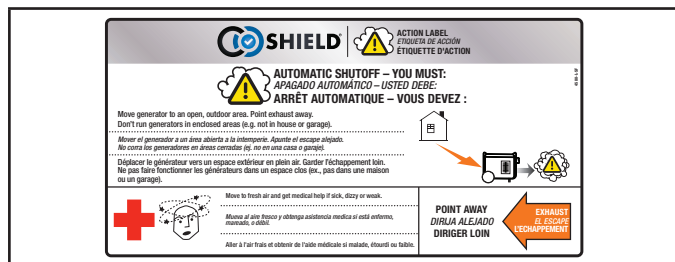 CO SHIELD®
ACTION LABEL
ETIQUETA DE ACCIÓN
ÉTIQUETTE D'ACTION
AUTOMATIC SHUTOFF – YOU MUST:
APAGADO AUTOMÁTICO – USTED DEBE:
ARRÊT AUTOMATIQUE – VOUS DEVEZ :
Move generator to an open, outdoor area. Point exhaust away.
Don't run generators in enclosed areas (e.g. not in house or garage).
Mover el generador a un área abierta a la intemperie. Apunte el escape alejado.
No corra los generadores en áreas cerradas (ej. no en una casa o garaje).
Déplacer le générateur vers un espace extérieur en plein air. Garder l'échappement loin.
Ne pas faire fonctionner les générateurs dans un espace clos (ex., pas dans une maison
ou un garage).
Move to fresh air and get medical help if sick, dizzy or weak.
Mueva al aire fresco y obtenga asistencia medica si está enfermo,
mareado, o débil.
Aller à l'air frais et obtenir de l'aide médicale si malade, étourdi ou faible.
POINT AWAY
DIRIJA ALEJADO
DIRIGER LOIN
EXHAUST
EL ESCAPE
L'ECHAPPEMENT